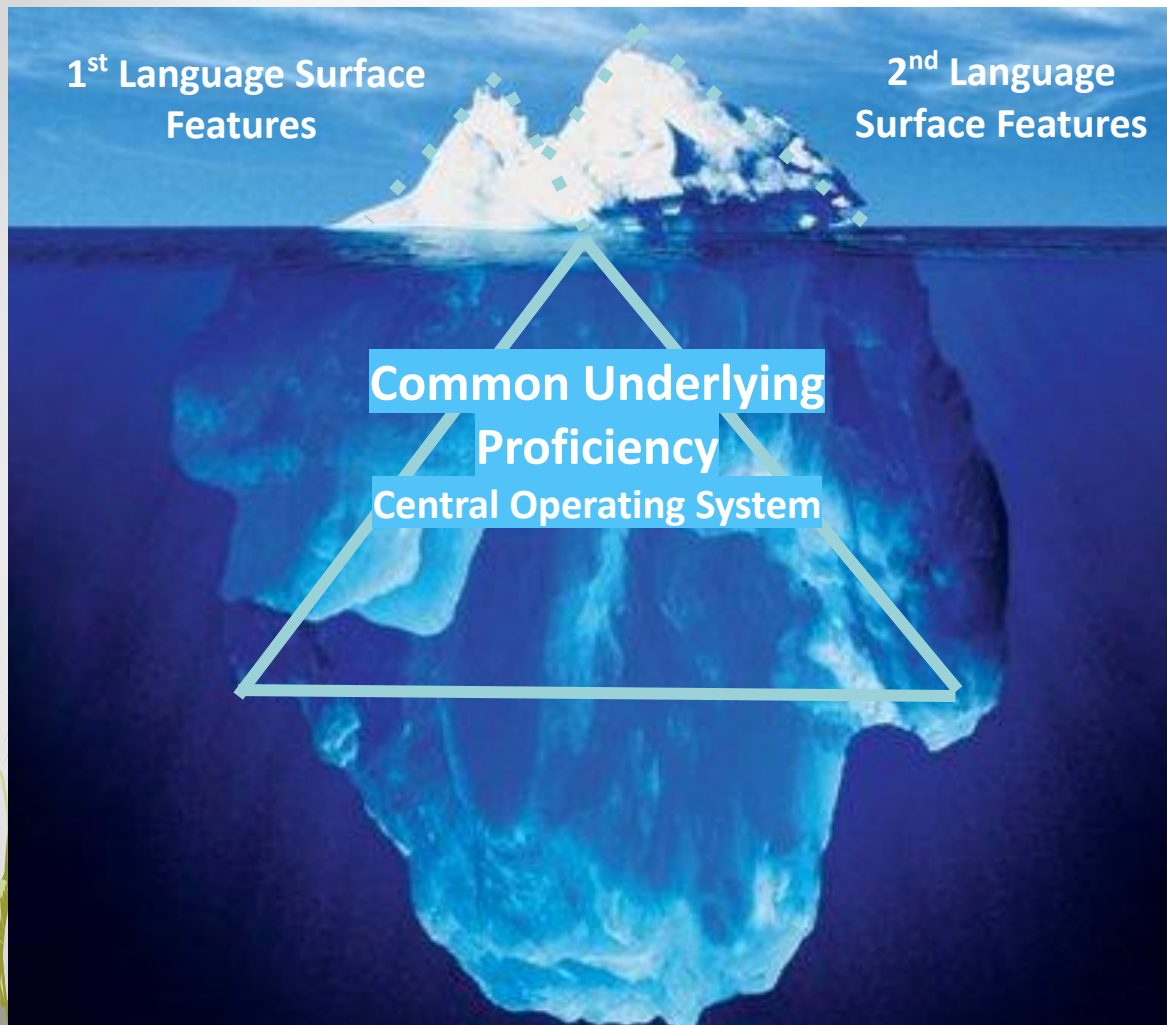 1st Language Surface
Features
2nd Language
Surface Features
Common Underlying
Proficiency
Central Operating System